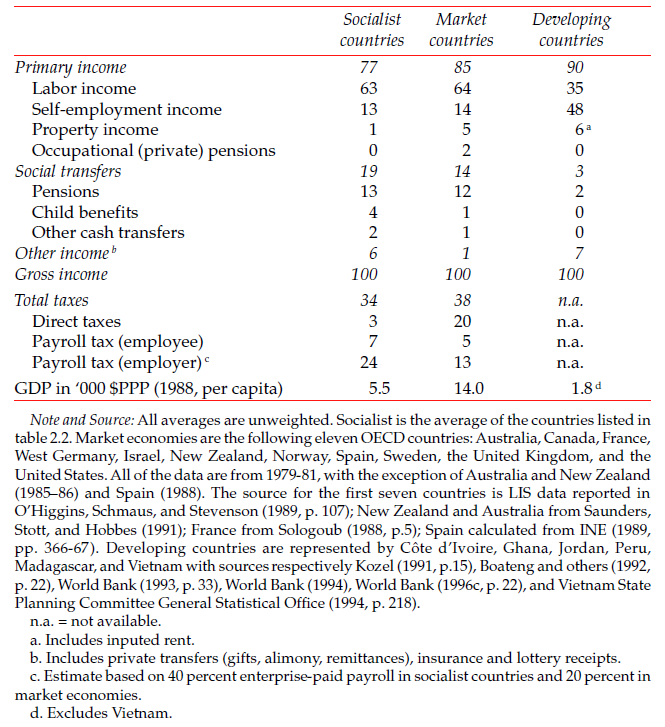 Socialist Market Developing
countries countries countries
Primary income 77 85 90
Labor income 63 64 35
Self-employment income 13 14 48
Property income 1 5 6 a
Occupational (private) pensions 0 2 0
Social transfers 19 14 3
Pensions 13 12 2
Child benefits 4 1 0
Other cash transfers 2 1 0
Other income b 6 1 7
Gross income 100 100 100
Total taxes 34 38 n.a.
Direct taxes 3 20 n.a.
Payroll tax (employee) 7 5 n.a.
Payroll tax (employer) c 24 13 n.a.
GDP in ‘000 $PPP (1988, per capita) 5.5 14.0 1.8 d
Note and Source: All averages are unweighted. Socialist is the average of the countries listed in
table 2.2. Market economies are the following eleven OECD countries: Australia, Canada, France,
West Germany, Israel, New Zealand, Norway, Spain, Sweden, the United Kingdom, and the
United States. All of the data are from 1979-81, with the exception of Australia and New Zealand
(1985–86) and Spain (1988). The source for the first seven countries is LIS data reported in
O’Higgins, Schmaus, and Stevenson (1989, p. 107); New Zealand and Australia from Saunders,
Stott, and Hobbes (1991); France from Sologoub (1988, p.5); Spain calculated from INE (1989,
pp. 366-67). Developing countries are represented by Côte d’Ivoire, Ghana, Jordan, Peru,
Madagascar, and Vietnam with sources respectively Kozel (1991, p.15), Boateng and others (1992,
p. 22), World Bank (1993, p. 33), World Bank (1994), World Bank (1996c, p. 22), and Vietnam State
Planning Committee General Statistical Office (1994, p. 218).
n.a. = not available.
a. Includes inputed rent.
b. Includes private transfers (gifts, alimony, remittances), insurance and lottery receipts.
c. Estimate based on 40 percent enterprise-paid payroll in socialist countries and 20 percent in
market economies.
d. Excludes Vietnam.